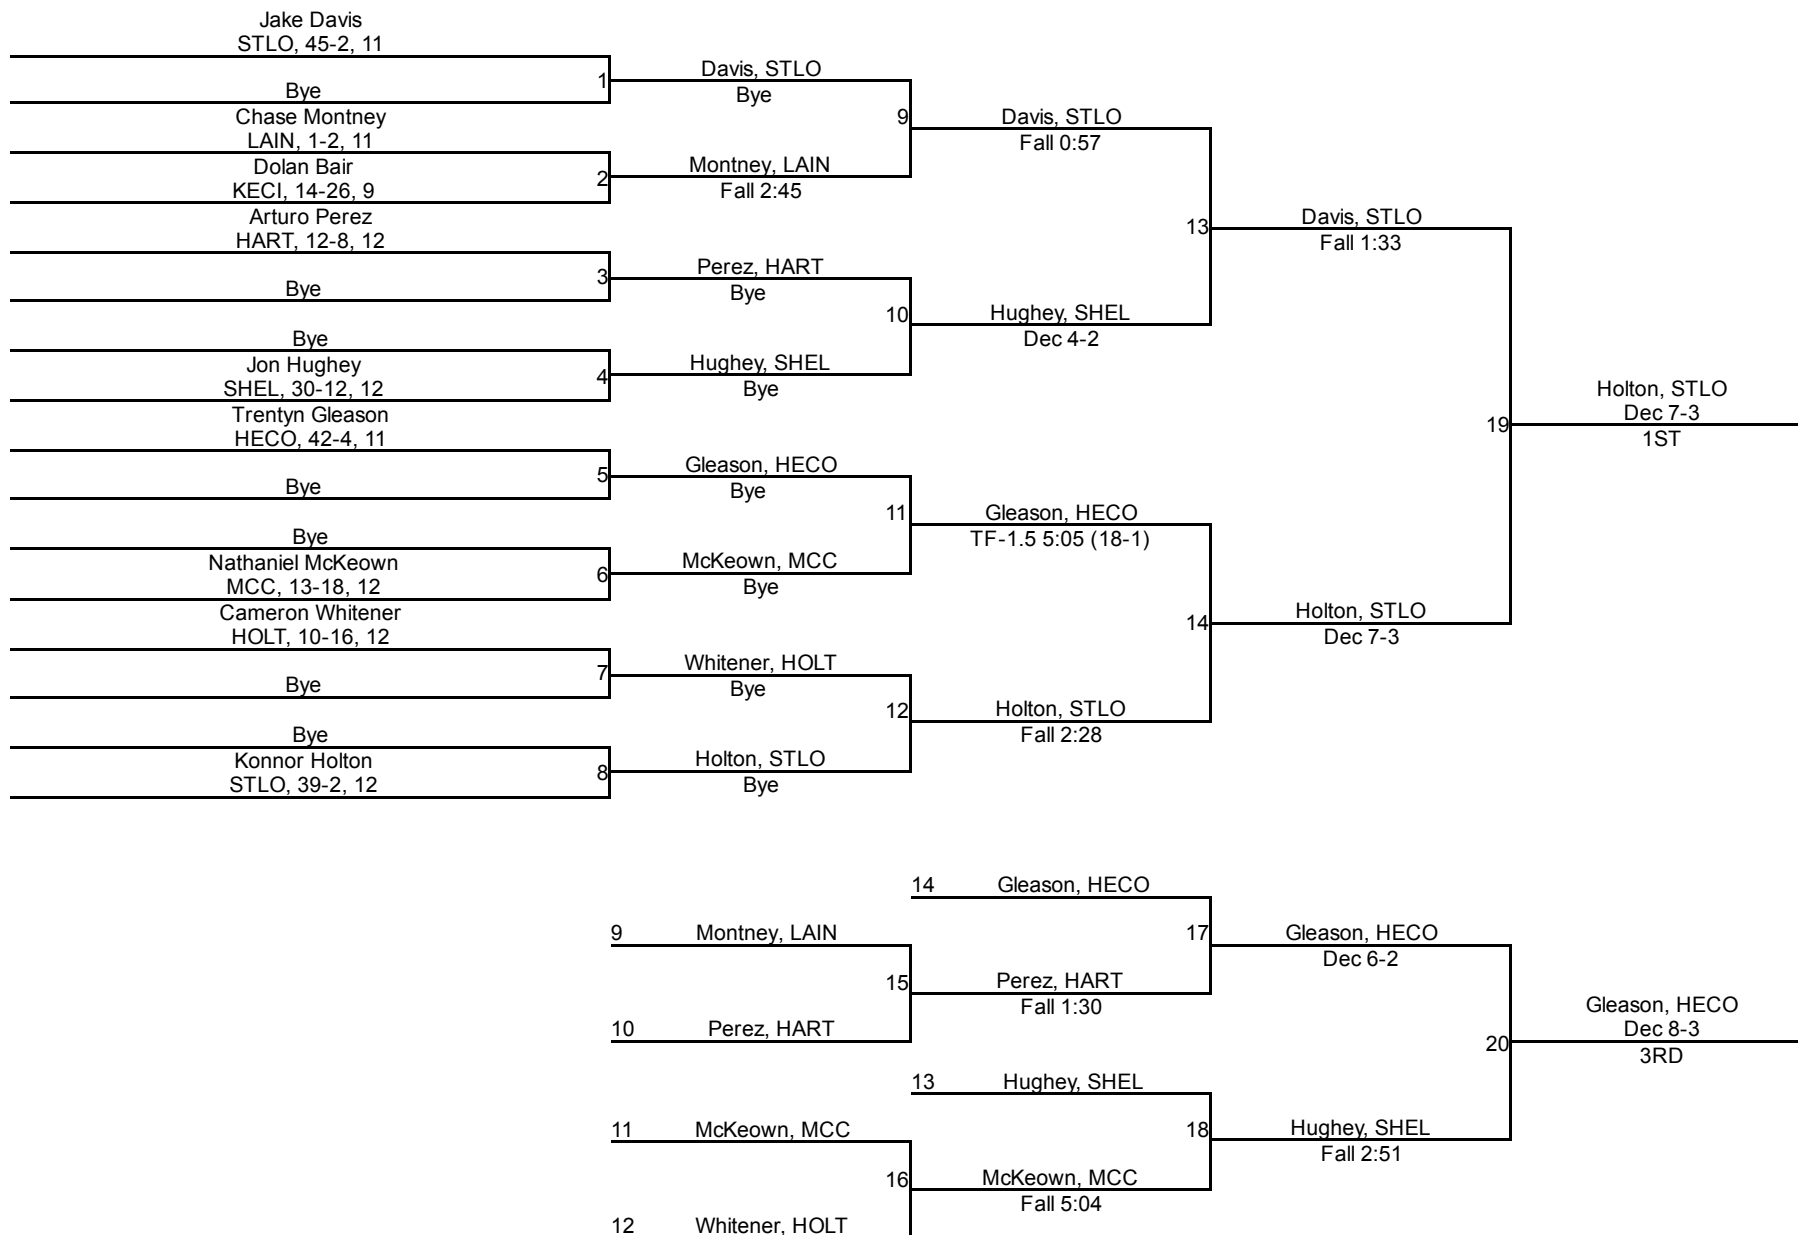 Jake Davis
STLO, 45-2, 11
Bye
1
Chase Montney
LAIN, 1-2, 11
Dolan Bair
KECI, 14-26, 9
2
Arturo Perez
HART, 12-8, 12
Bye
3
Bye
Jon Hughey
SHEL, 30-12, 12
4
Trentyn Gleason
HECO, 42-4, 11
Bye
5
Bye
Nathaniel McKeown
MCC, 13-18, 12
6
Cameron Whitener
HOLT, 10-16, 12
Bye
7
Bye
Konnor Holton
STLO, 39-2, 12
8
Davis, STLO
Bye
9
Montney, LAIN
Fall 2:45
Perez, HART
Bye
10
Hughey, SHEL
Bye
Gleason, HECO
Bye
11
McKeown, MCC
Bye
Whitener, HOLT
Bye
12
Holton, STLO
Bye
Davis, STLO
Fall 0:57
13
Hughey, SHEL
Dec 4-2
Gleason, HECO
TF-1.5 5:05 (18-1)
14
Holton, STLO
Fall 2:28
Davis, STLO
Fall 1:33
19
Holton, STLO
Dec 7-3
Holton, STLO
Dec 7-3
1ST
14 Gleason, HECO
9 Montney, LAIN
17
15
Perez, HART
Fall 1:30
10 Perez, HART
Gleason, HECO
Dec 6-2
13 Hughey, SHEL
11 McKeown, MCC
18
16
McKeown, MCC
Fall 5:04
12 Whitener, HOLT
Hughey, SHEL
Fall 2:51
20
Gleason, HECO
Dec 8-3
3RD